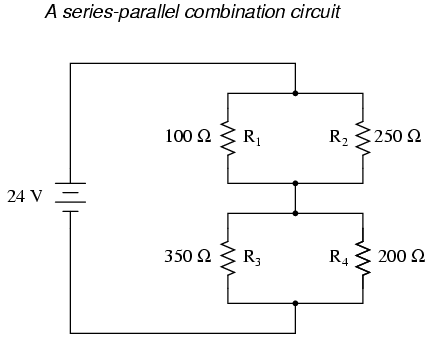 A series-parallel combination circuit
100 Ω R₁ R₂ 250 Ω
24 V
350 Ω R₃ R₄ 200 Ω